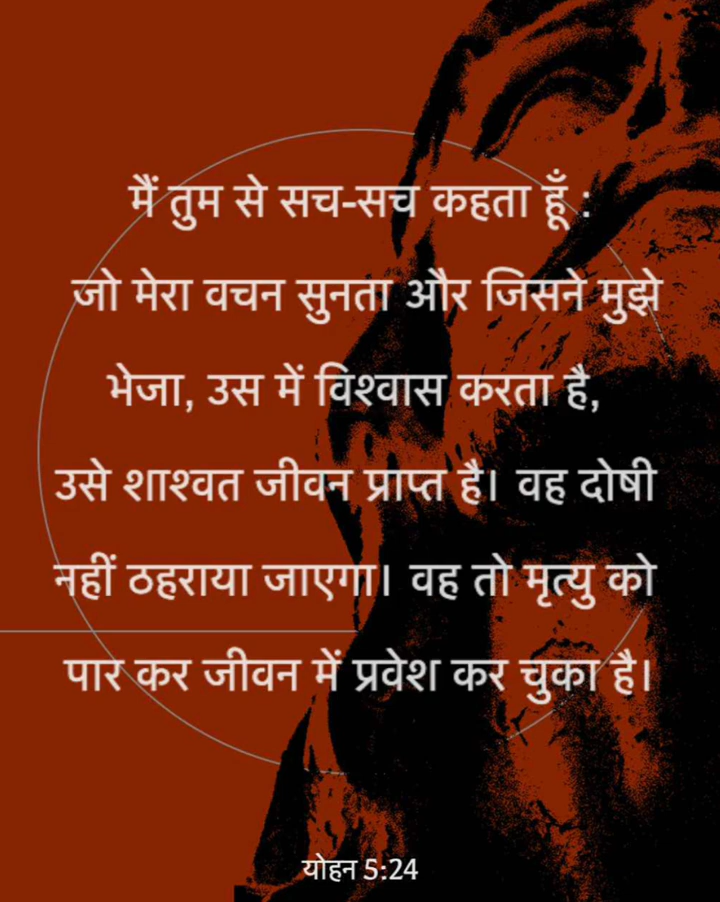 मैं तुम से सच-सच कहता हूँ :
जो मेरा वचन सुनता और जिसने मुझे
भेजा, उस में विश्वास करता है,
उसे शाश्वत जीवन प्राप्त है। वह दोषी
नहीं ठहराया जाएगा। वह तो मृत्यु को
पार कर जीवन में प्रवेश कर चुका है।
योहन 5:24